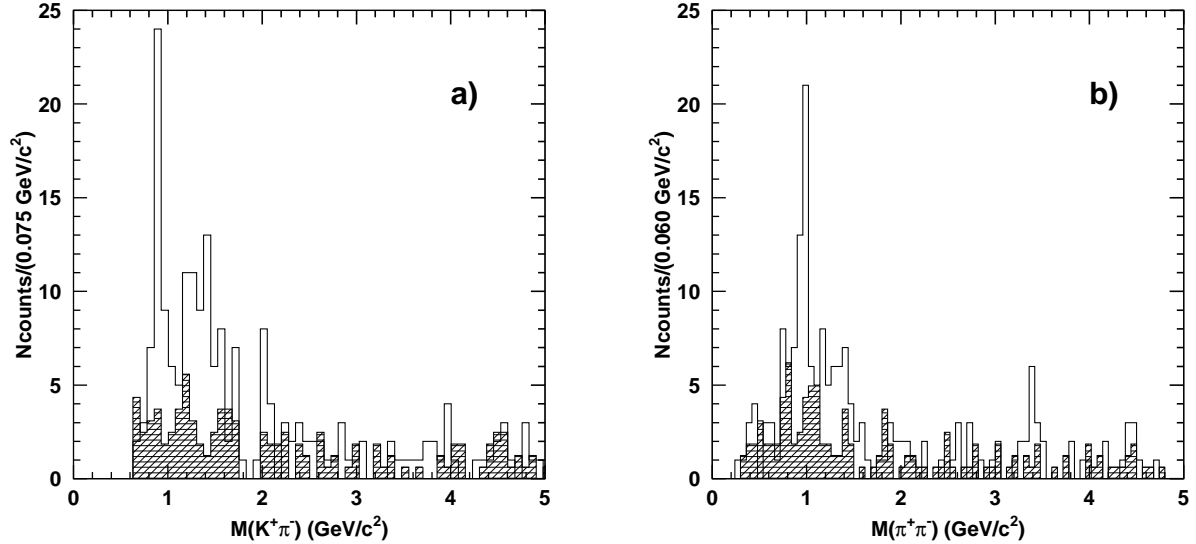 a)
Ncounts/(0.075 GeV/c²)
25
20
15
10
5
0
0 1 2 3 4 5
M(K⁺π⁻) (GeV/c²)
b)
Ncounts/(0.060 GeV/c²)
25
20
15
10
5
0
0 1 2 3 4 5
M(π⁺π⁻) (GeV/c²)